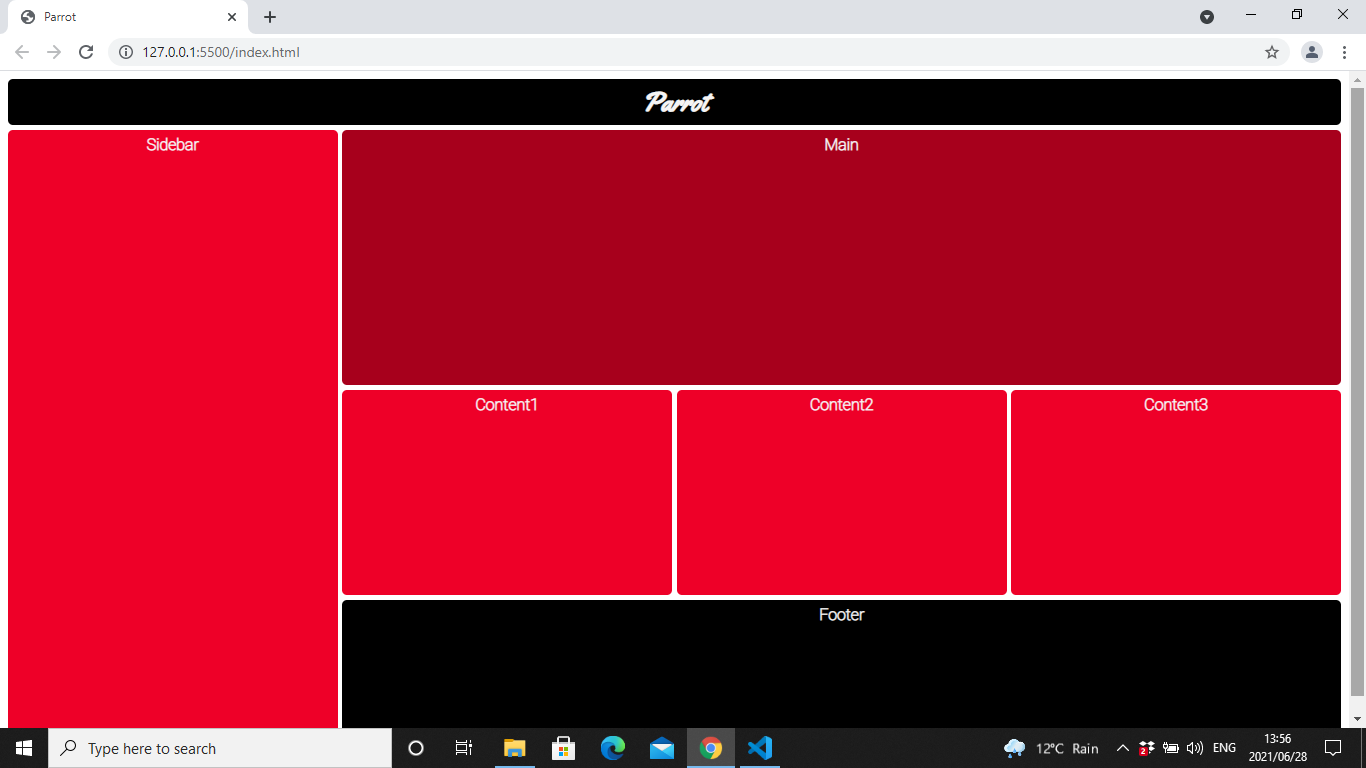 Parrot
127.0.0.1:5500/index.html
Parrot
Sidebar
Main
Content1
Content2
Content3
Footer
Type here to search
12°C Rain
2
ENG
13:56
2021/06/28